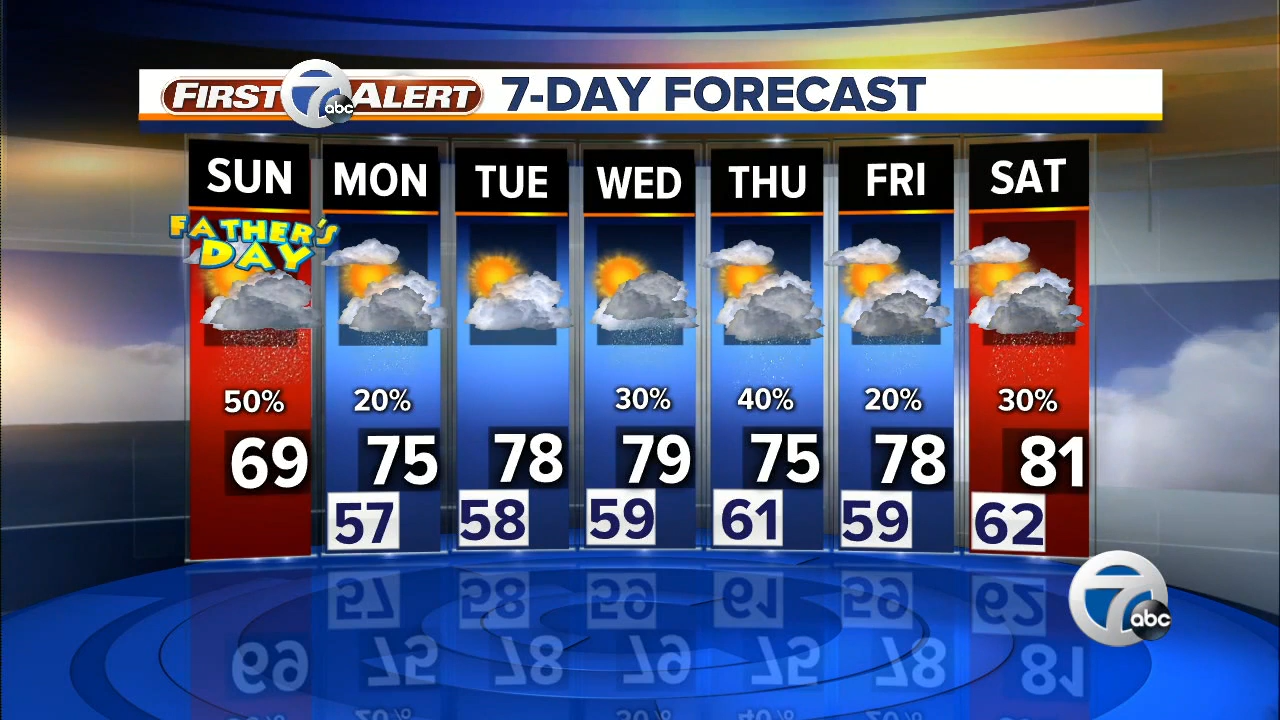 FIRST 7 abc ALERT 7-DAY FORECAST
SUN MON TUE WED THU FRI SAT
FATHER'S
DAY
50% 20% 30% 40% 20% 30%
69 75 78 79 75 78 81
57 58 59 61 59 62
7 abc